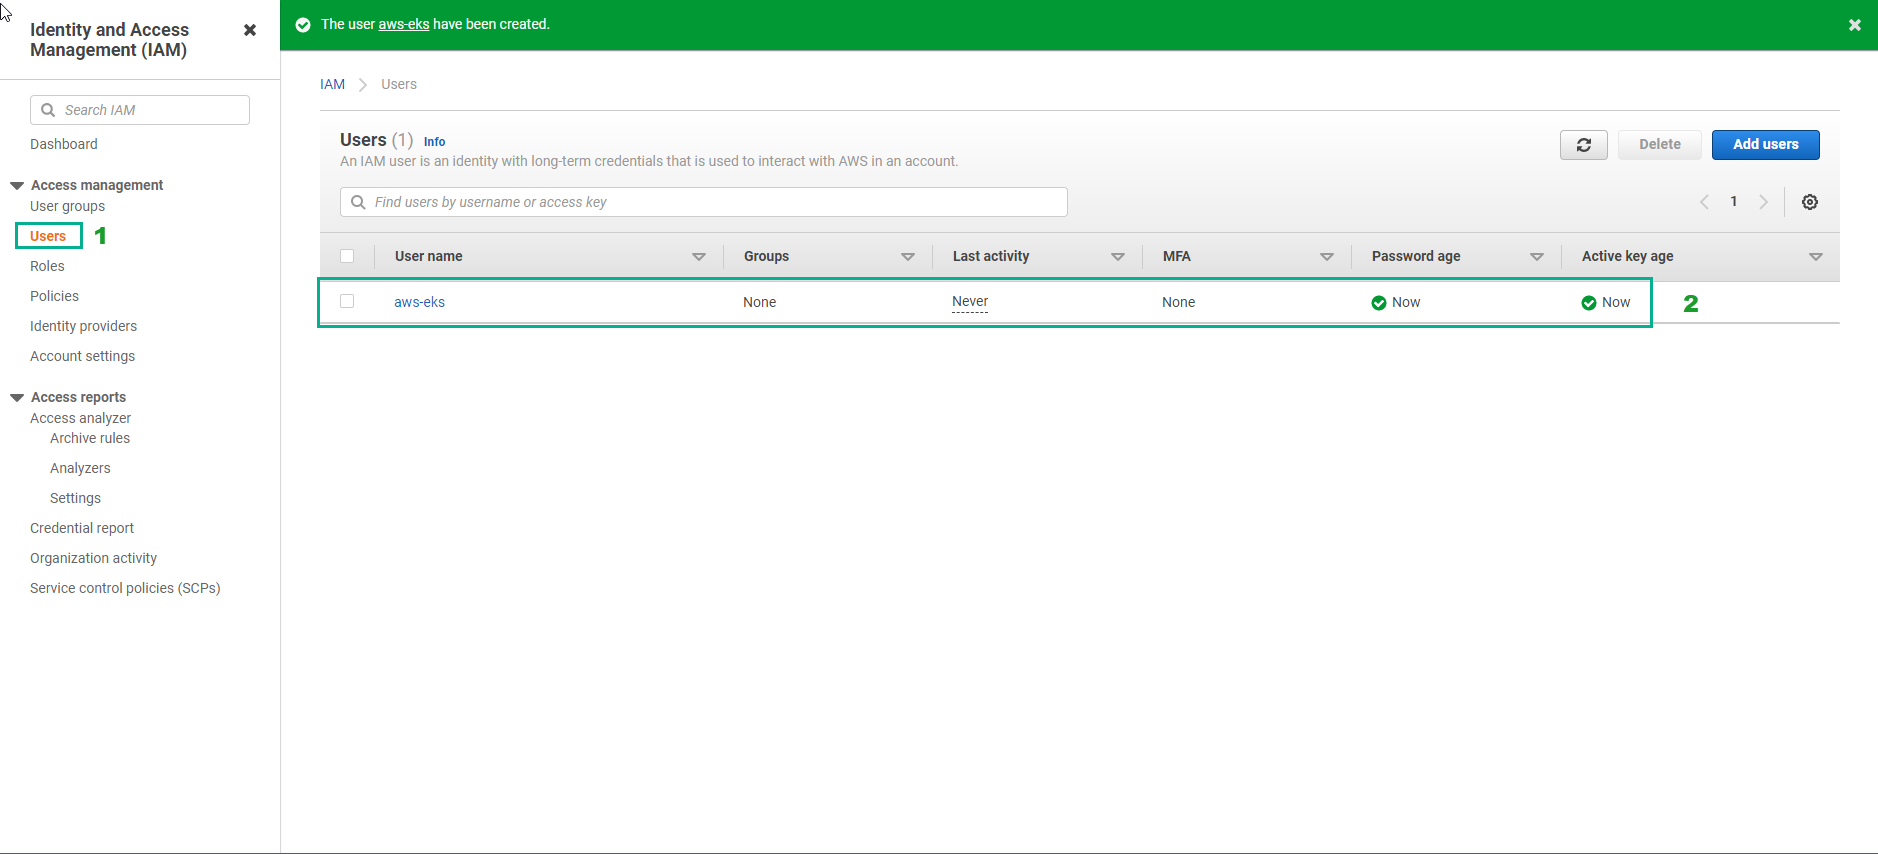 Identity and Access
Management (IAM)
Search IAM
Dashboard
Access management
User groups
Users 1
Roles
Policies
Identity providers
Account settings
Access reports
Access analyzer
Archive rules
Analyzers
Settings
Credential report
Organization activity
Service control policies (SCPs)
The user aws-eks have been created.
IAM Users
Users (1) Info
An IAM user is an identity with long-term credentials that is used to interact with AWS in an account.
Delete
Add users
Find users by username or access key
1
User name Groups Last activity MFA Password age Active key age
aws-eks None Never None Now Now 2